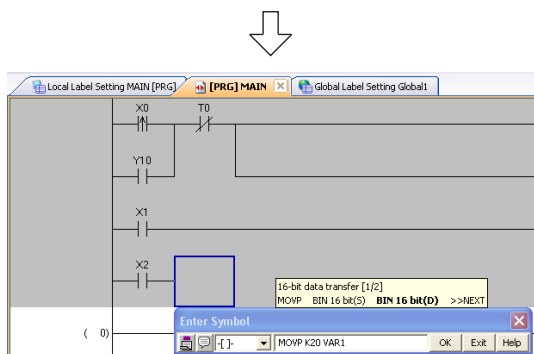 Local Label Setting MAIN [PRG] [PRG] MAIN Global Label Setting Global1
X0 T0
Y10
X1
X2
16-bit data transfer [1/2]
MOVP BIN 16 bit(S) BIN 16 bit(D) >>NEXT
Enter Symbol
( 0)
-[ ]- MOVP K20 VAR1 OK Exit Help